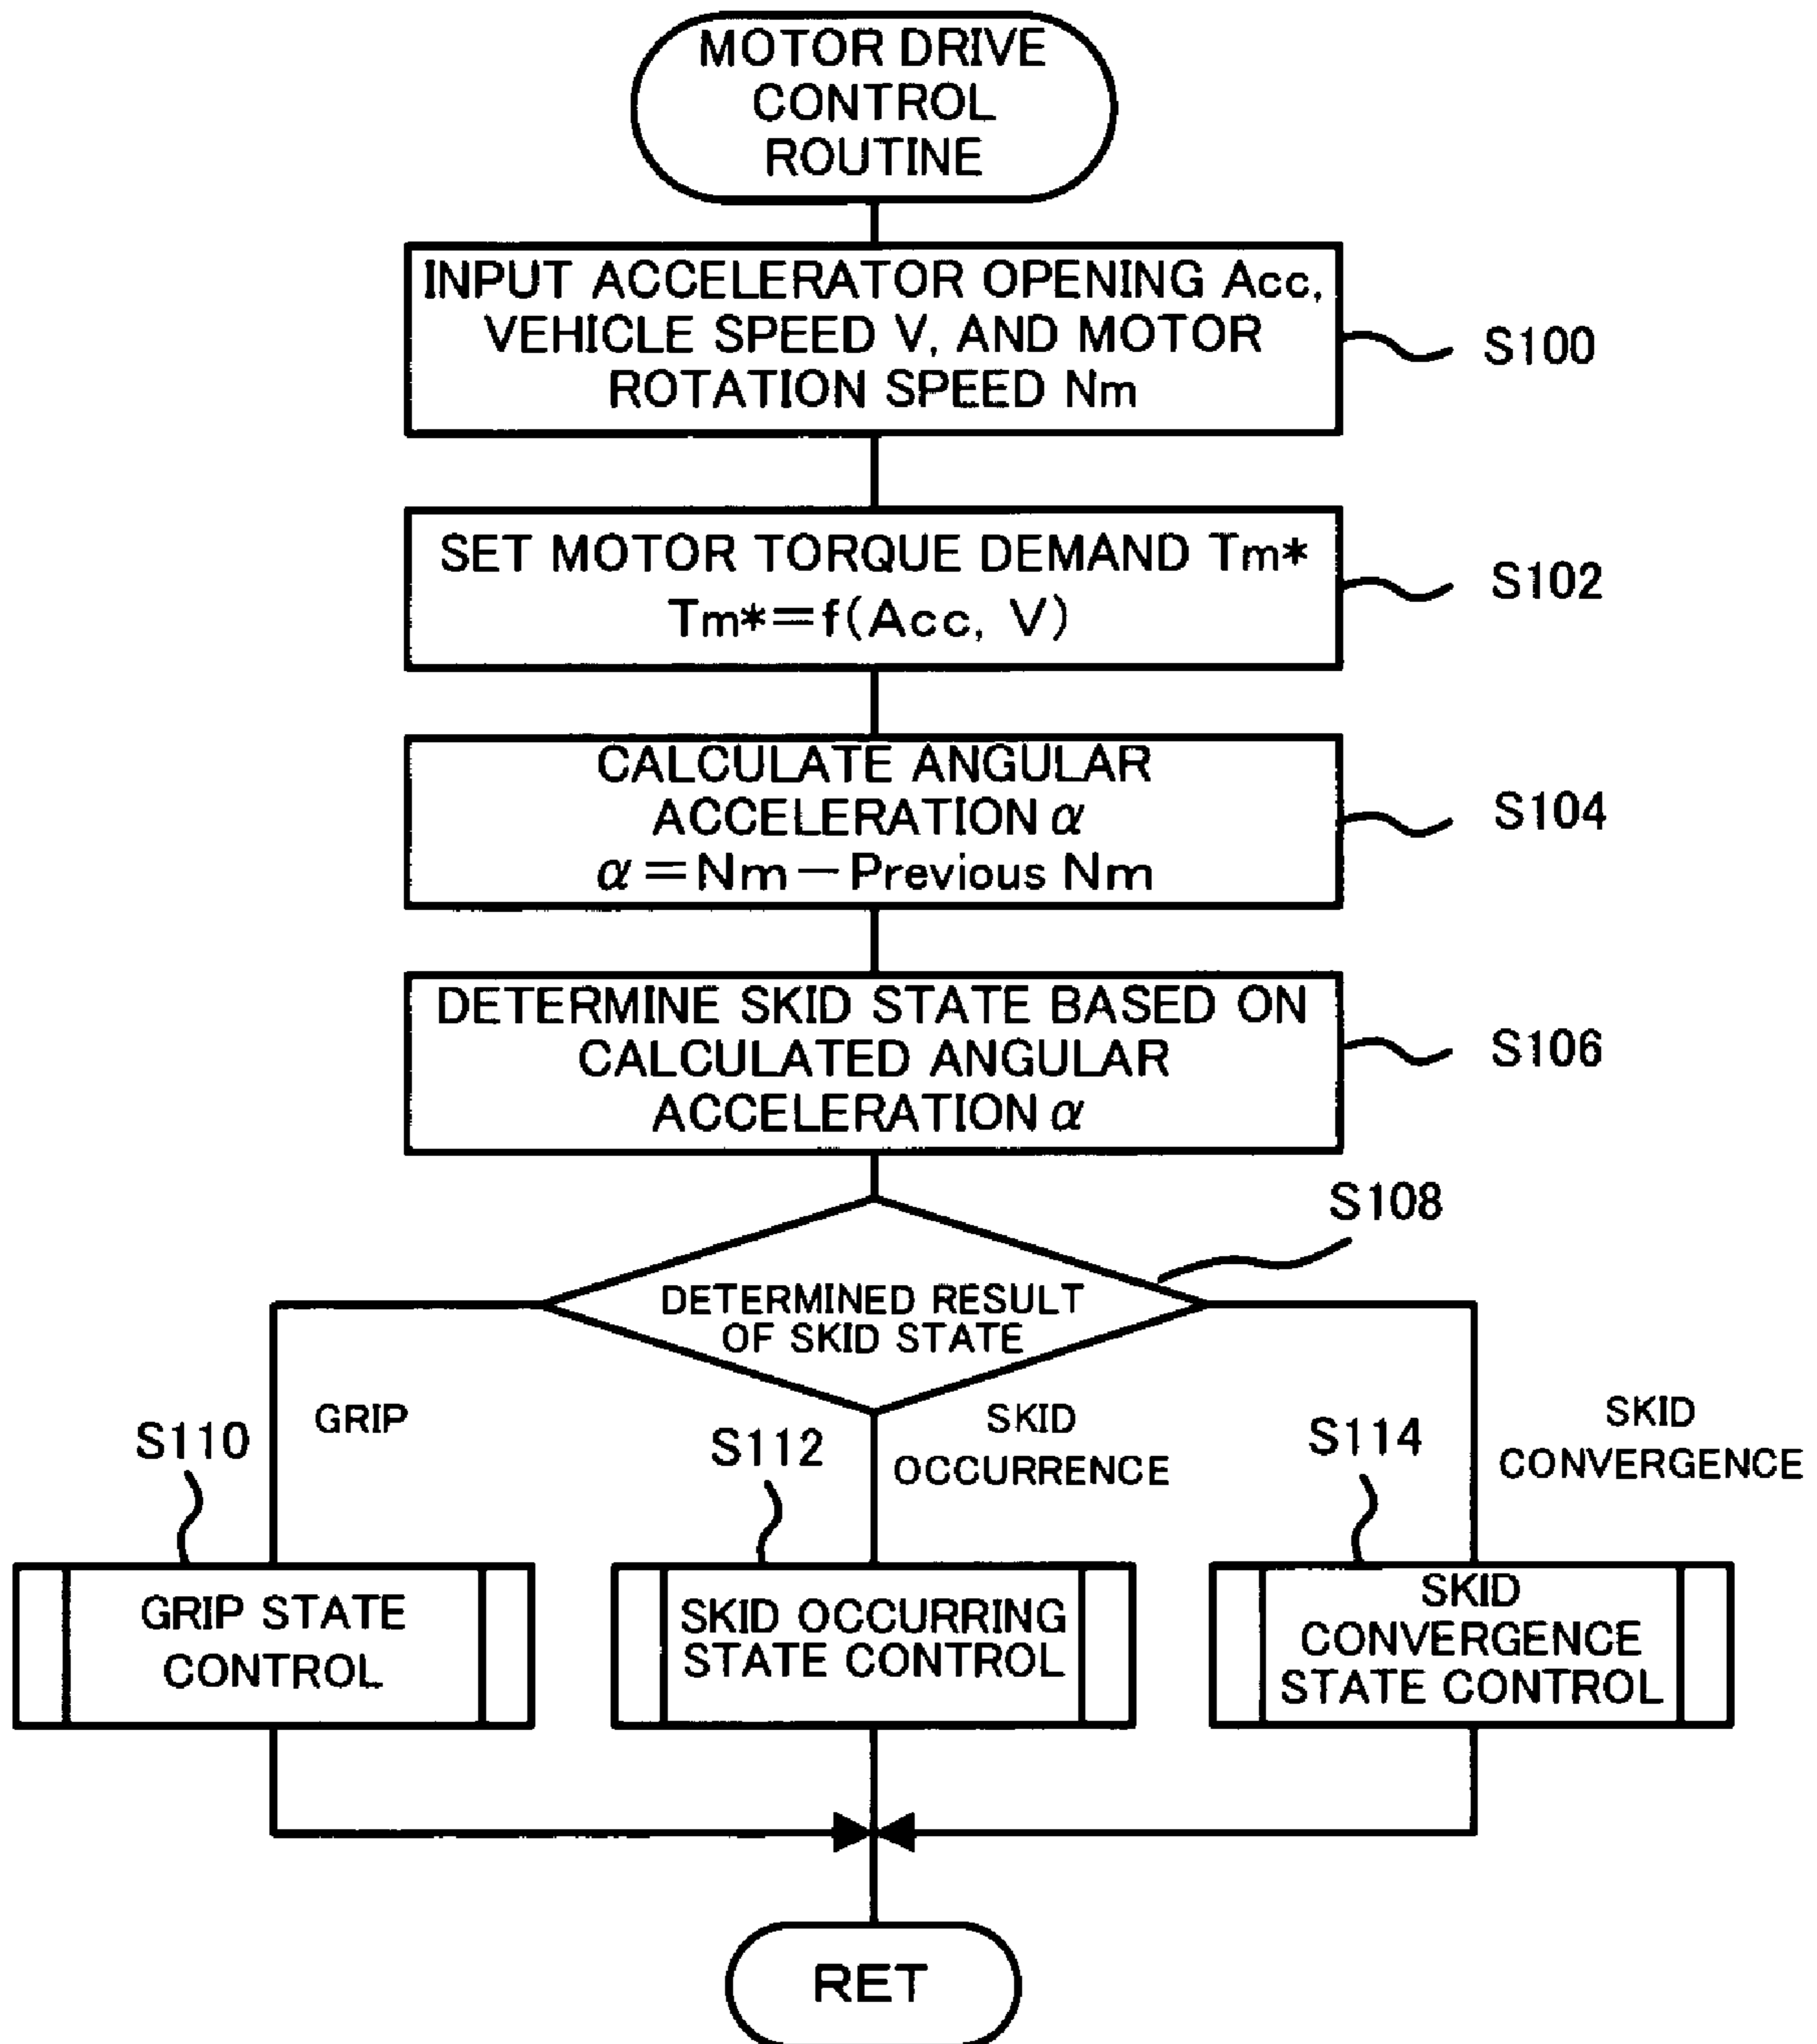 MOTOR DRIVE
CONTROL
ROUTINE
INPUT ACCELERATOR OPENING Acc,
VEHICLE SPEED V, AND MOTOR
ROTATION SPEED Nm
S100
SET MOTOR TORQUE DEMAND Tm*
Tm*=f(Acc, V)
S102
CALCULATE ANGULAR
ACCELERATION α
α=Nm－Previous Nm
S104
DETERMINE SKID STATE BASED ON
CALCULATED ANGULAR
ACCELERATION α
S106
S108
DETERMINED RESULT
OF SKID STATE
GRIP
SKID
OCCURRENCE
SKID
CONVERGENCE
S110
S112
S114
GRIP STATE
CONTROL
SKID OCCURRING
STATE CONTROL
SKID
CONVERGENCE
STATE CONTROL
RET